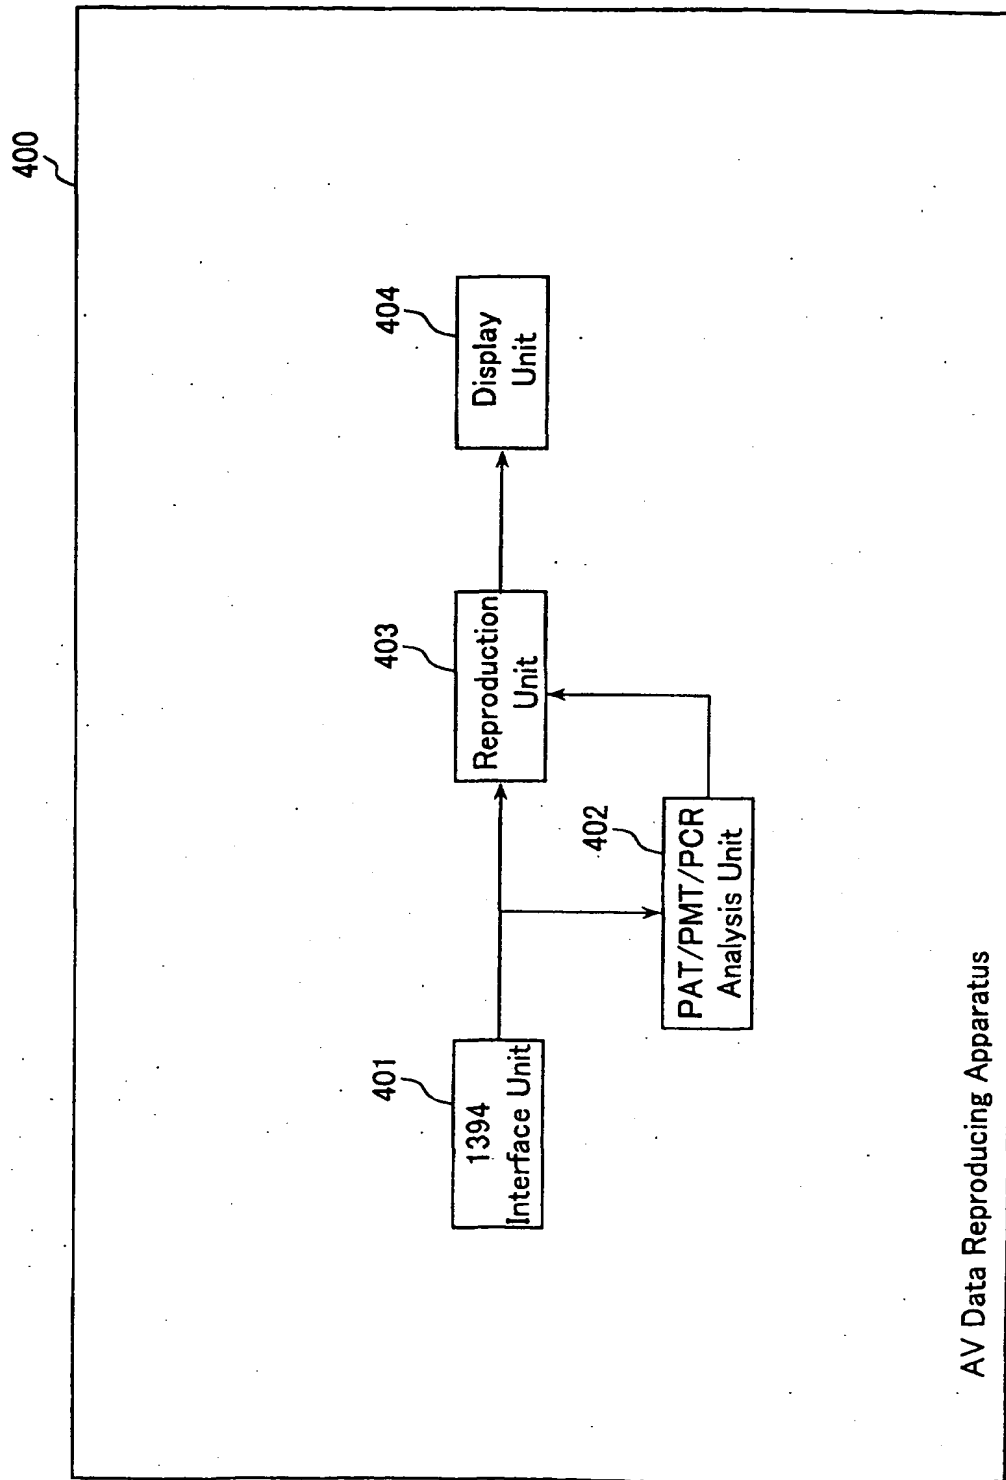 400
401
1394
Interface Unit
402
PAT/PMT/PCR
Analysis Unit
403
Reproduction
Unit
404
Display
Unit
AV Data Reproducing Apparatus